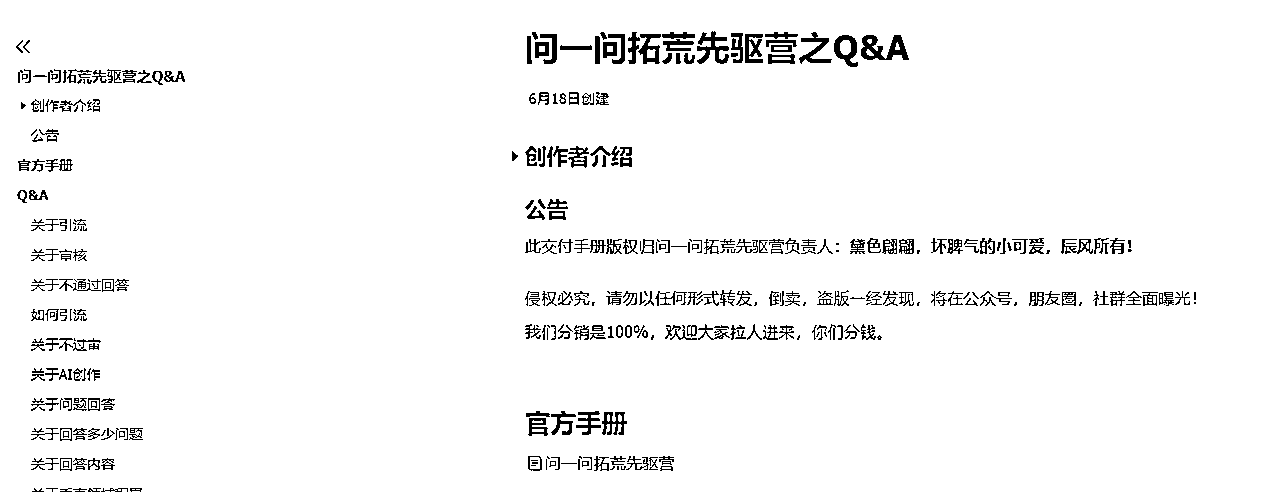 问一问拓荒先驱营之Q&A
创作者介绍
公告
官方手册
Q&A
关于引流
关于审核
关于不通过回答
如何引流
关于不过审
关于AI创作
关于问题回答
关于回答多少问题
关于回答内容
问一问拓荒先驱营之Q&A
6月18日创建
创作者介绍
公告
此交付手册版权归问一问拓荒先驱营负责人：黛色翩翩，坏脾气的小可爱，辰风所有！
侵权必究，请勿以任何形式转发，倒卖，盗版一经发现，将在公众号，朋友圈，社群全面曝光！
我们分销是100%，欢迎大家拉人进来，你们分钱。
官方手册
问一问拓荒先驱营